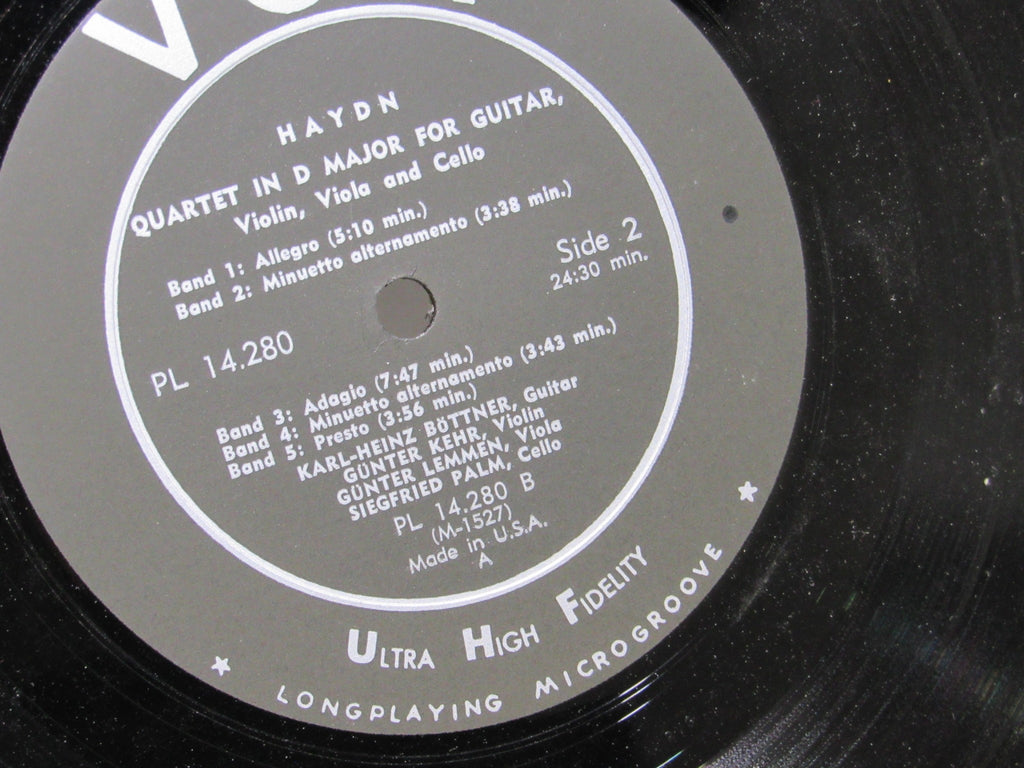 HAYDN
QUARTET IN D MAJOR FOR GUITAR,
Violin, Viola and Cello
Band 1: Allegro (5:10 min.)
Band 2: Minuetto alternamento (3:38 min.)
Side 2
24:30 min.
PL 14.280
Band 3: Adagio (7:47 min.)
Band 4: Minuetto alternamento (3:43 min.)
Band 5: Presto (3:56 min.)
KARL-HEINZ BÖTTNER, Guitar
GÜNTER KEHR, Violin
GÜNTER LEMMEN, Viola
SIEGFRIED PALM, Cello
PL 14.280 B
(M-1527)
Made in U.S.A.
A
ULTRA HIGH FIDELITY
LONGPLAYING MICROGROOVE